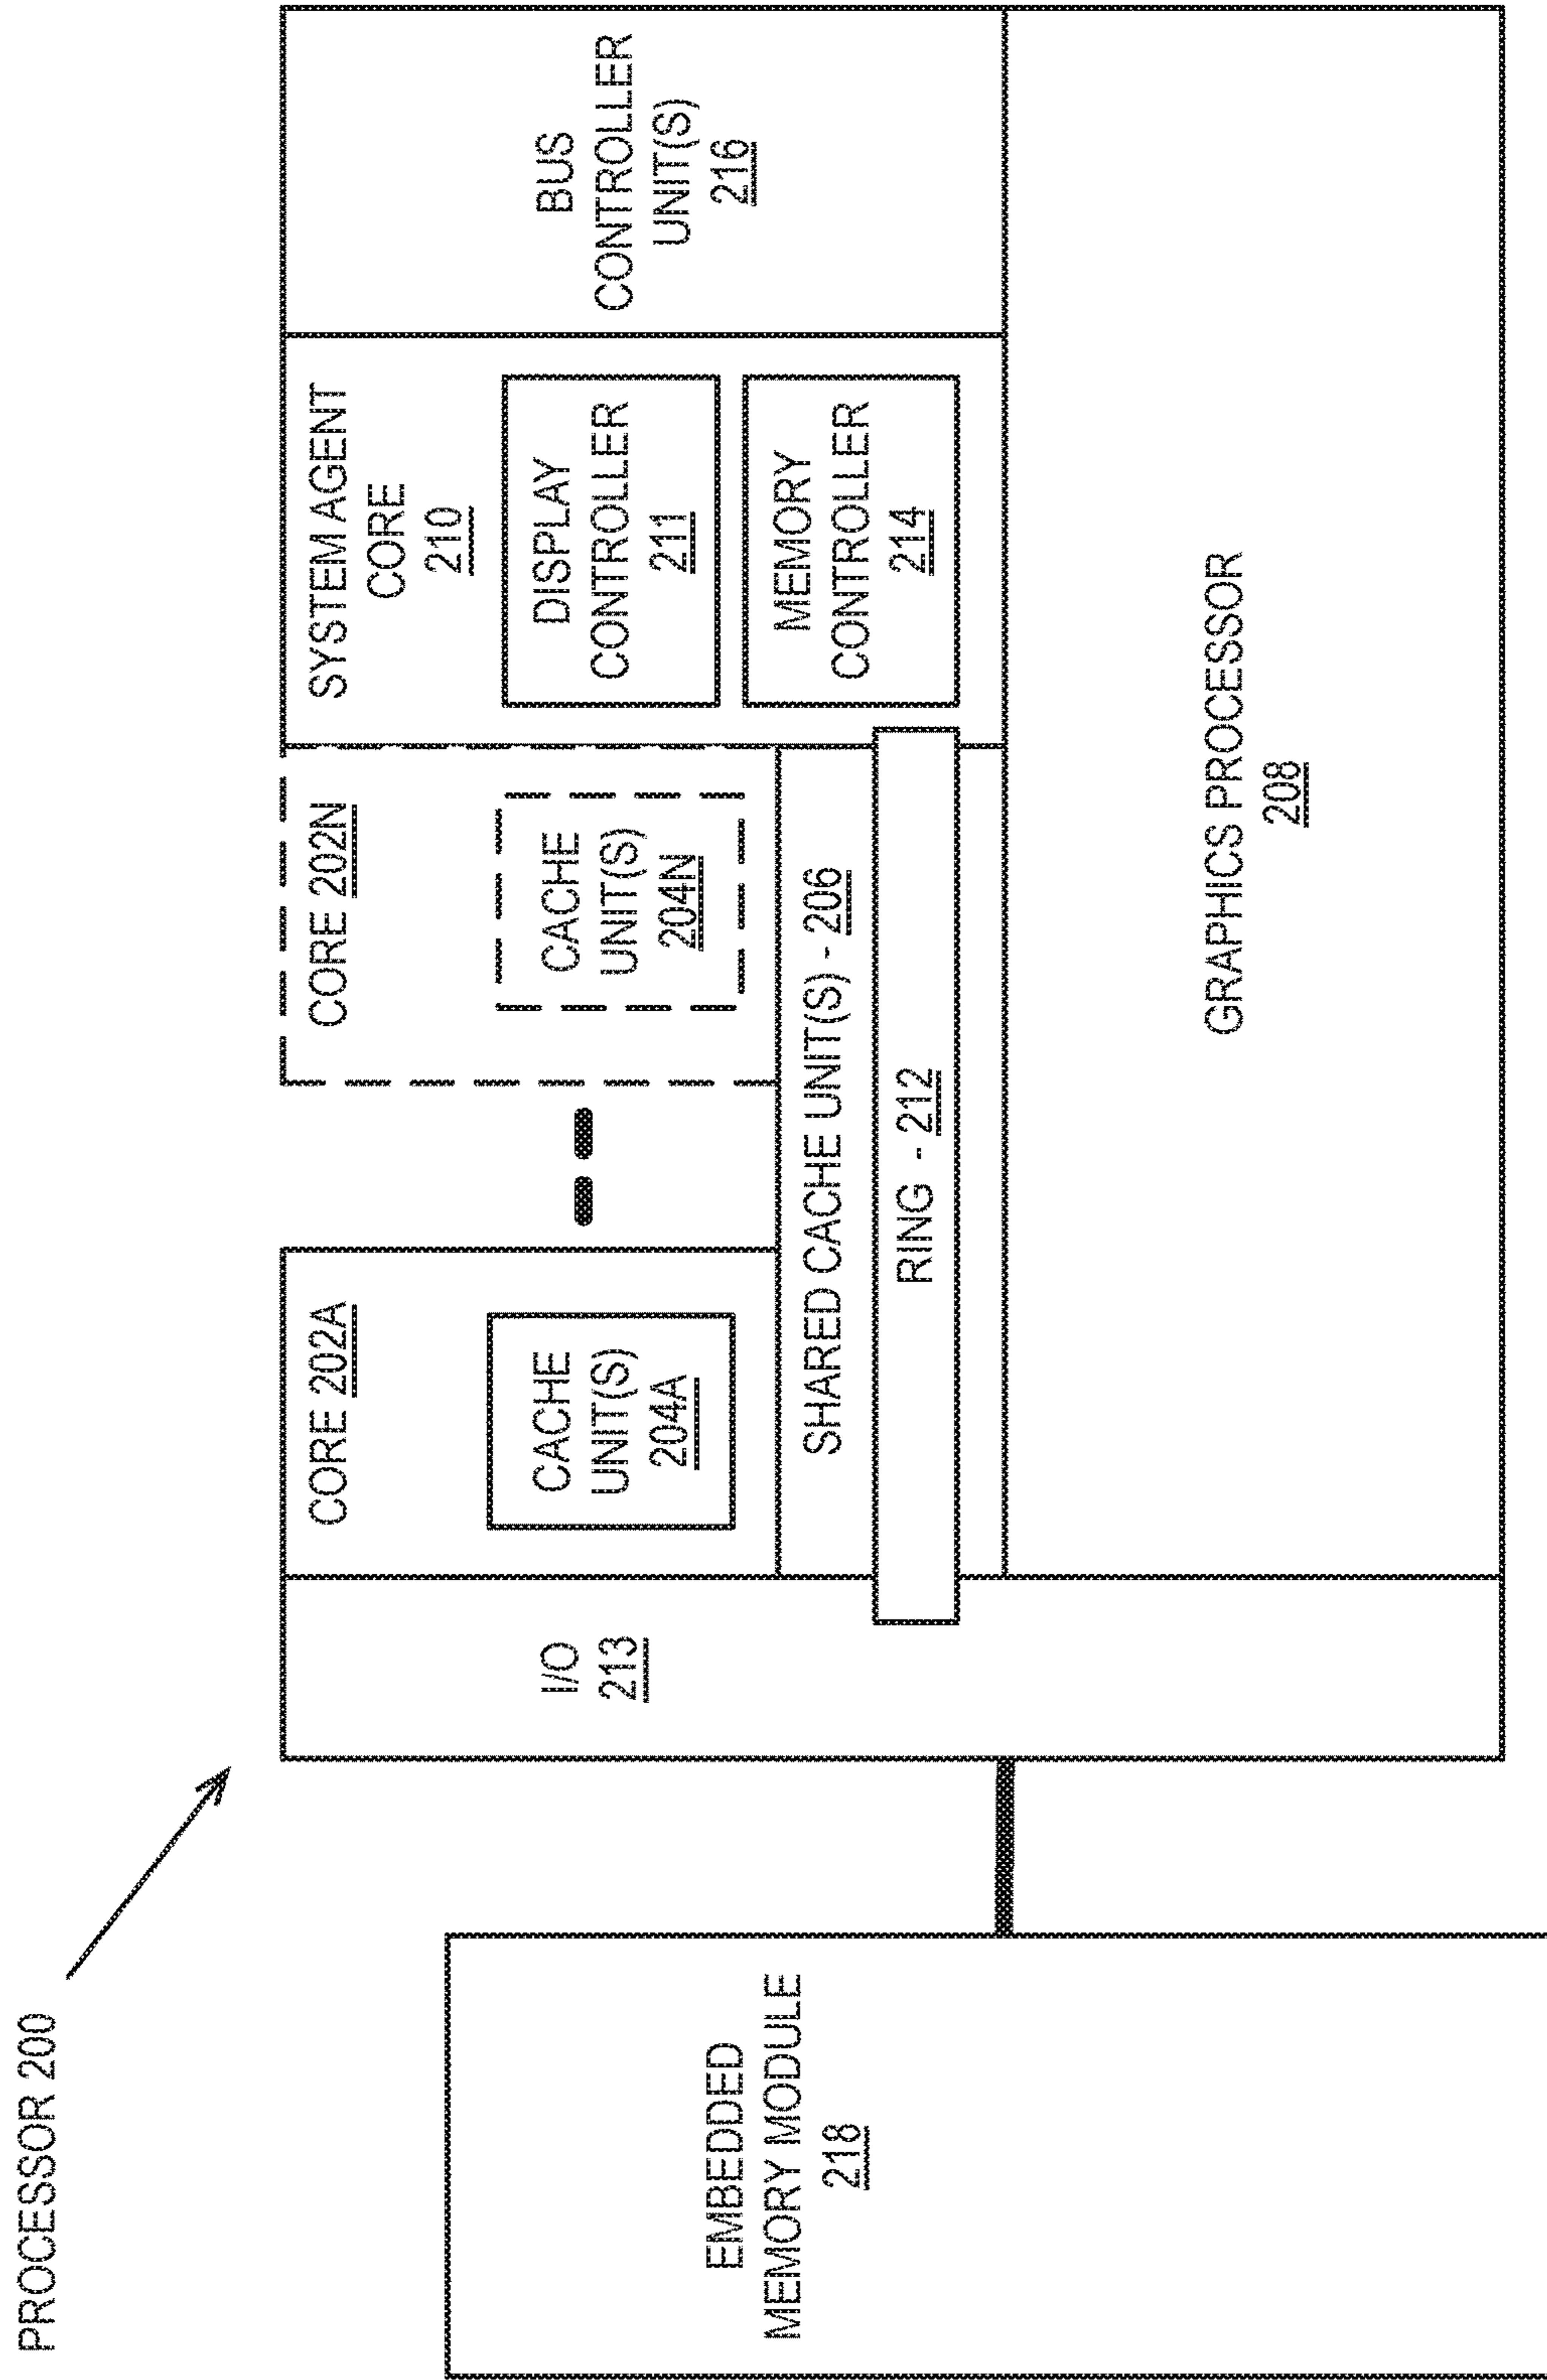 PROCESSOR 200
EMBEDDED
MEMORY MODULE
218
I/O
213
CORE 202A
CACHE
UNIT(S)
204A
CORE 202N
CACHE
UNIT(S)
204N
SHARED CACHE UNIT(S) - 206
RING - 212
SYSTEM AGENT
CORE
210
DISPLAY
CONTROLLER
211
MEMORY
CONTROLLER
214
BUS
CONTROLLER
UNIT(S)
216
GRAPHICS PROCESSOR
208